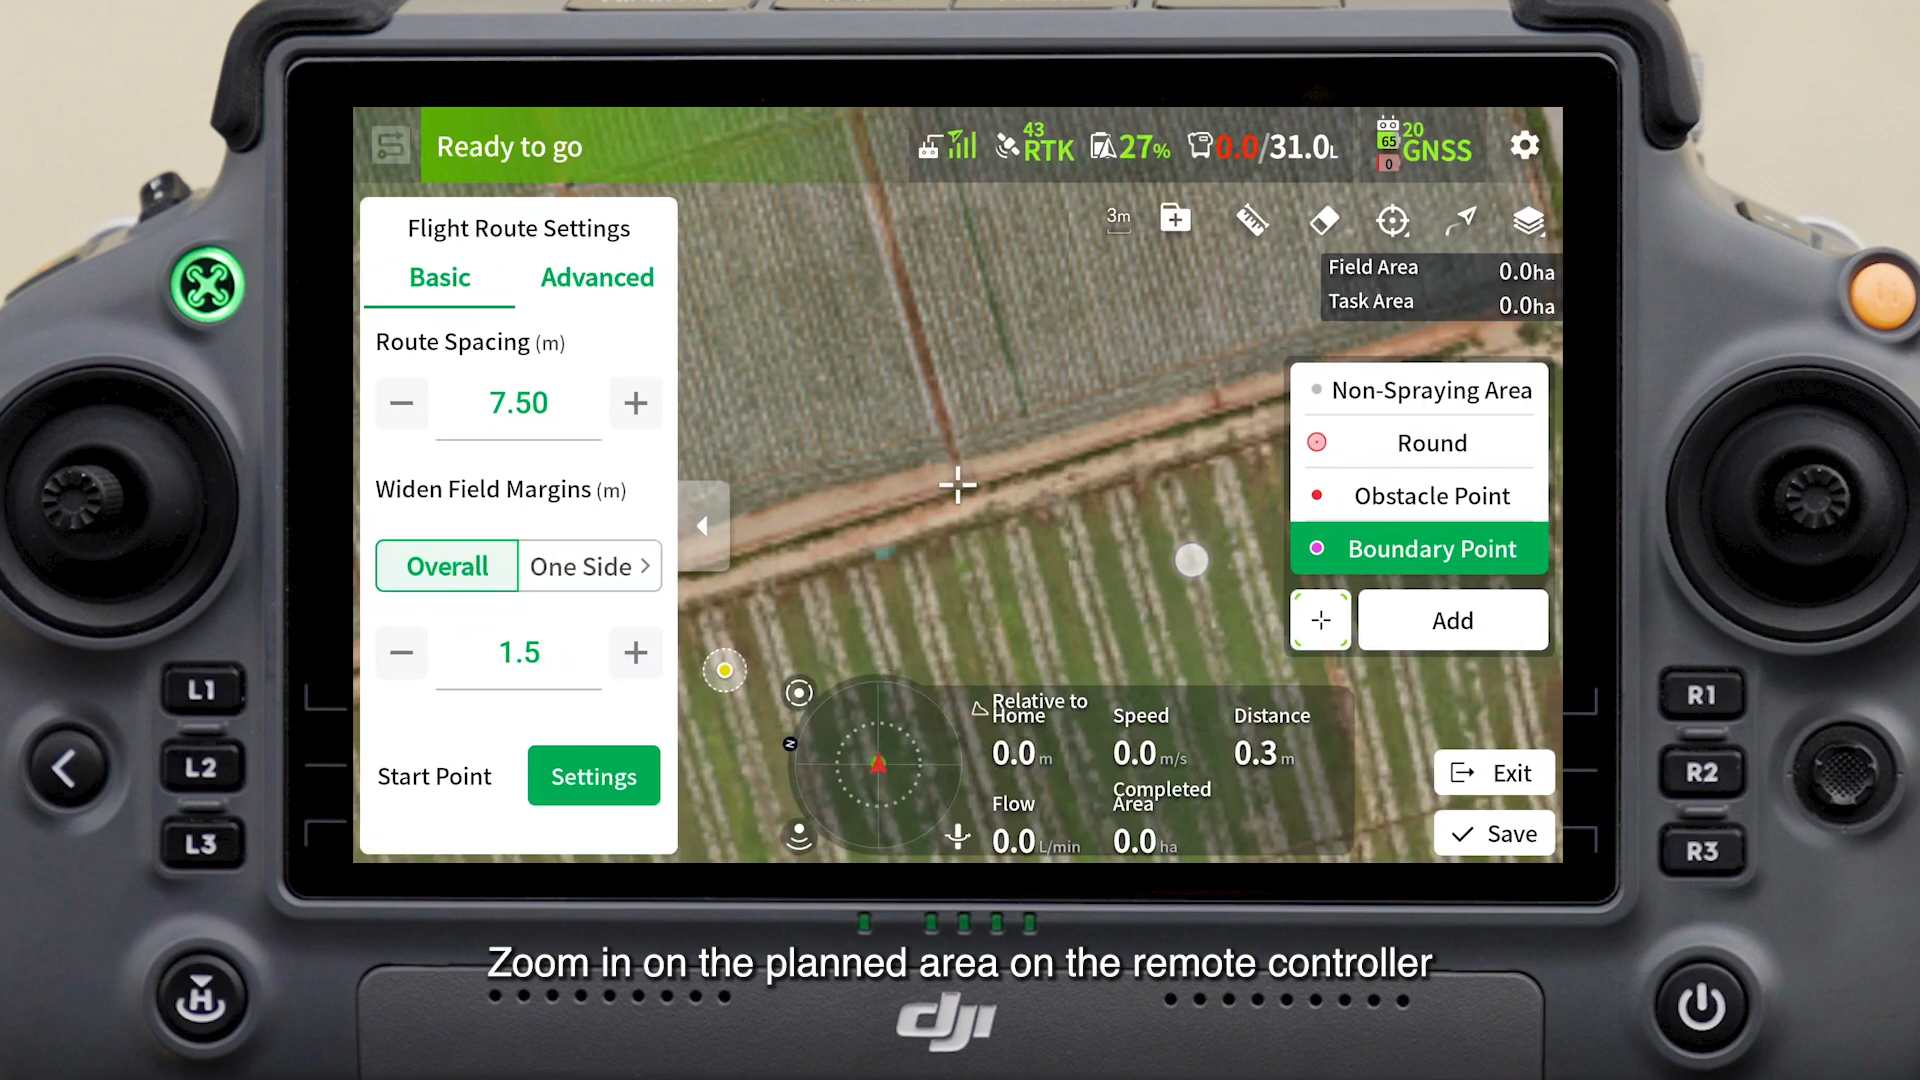 Ready to go
43
RTK
27%
0.0/31.0L
65
0
20
GNSS
Flight Route Settings
Basic
Advanced
Route Spacing (m)
7.50
Widen Field Margins (m)
Overall
One Side
1.5
Start Point
Settings
3m
Field Area 0.0ha
Task Area 0.0ha
Non-Spraying Area
Round
Obstacle Point
Boundary Point
Add
N
Relative to
Home
0.0 m
Speed
0.0 m/s
Distance
0.3 m
Flow
0.0 L/min
Completed
Area
0.0 ha
Exit
Save
L1
L2
L3
R1
R2
R3
H
Zoom in on the planned area on the remote controller
dji